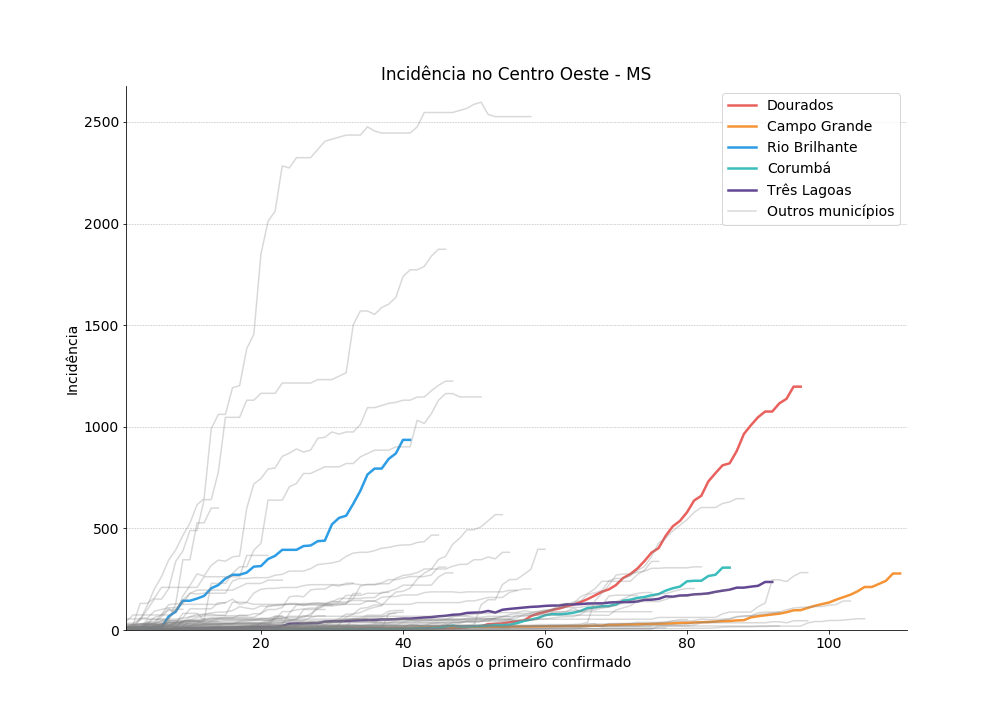 Incidência no Centro Oeste - MS
Dourados
Campo Grande
Rio Brilhante
Corumbá
Três Lagoas
Outros municípios
Incidência
2500
2000
1500
1000
500
0
20
40
60
80
100
Dias após o primeiro confirmado